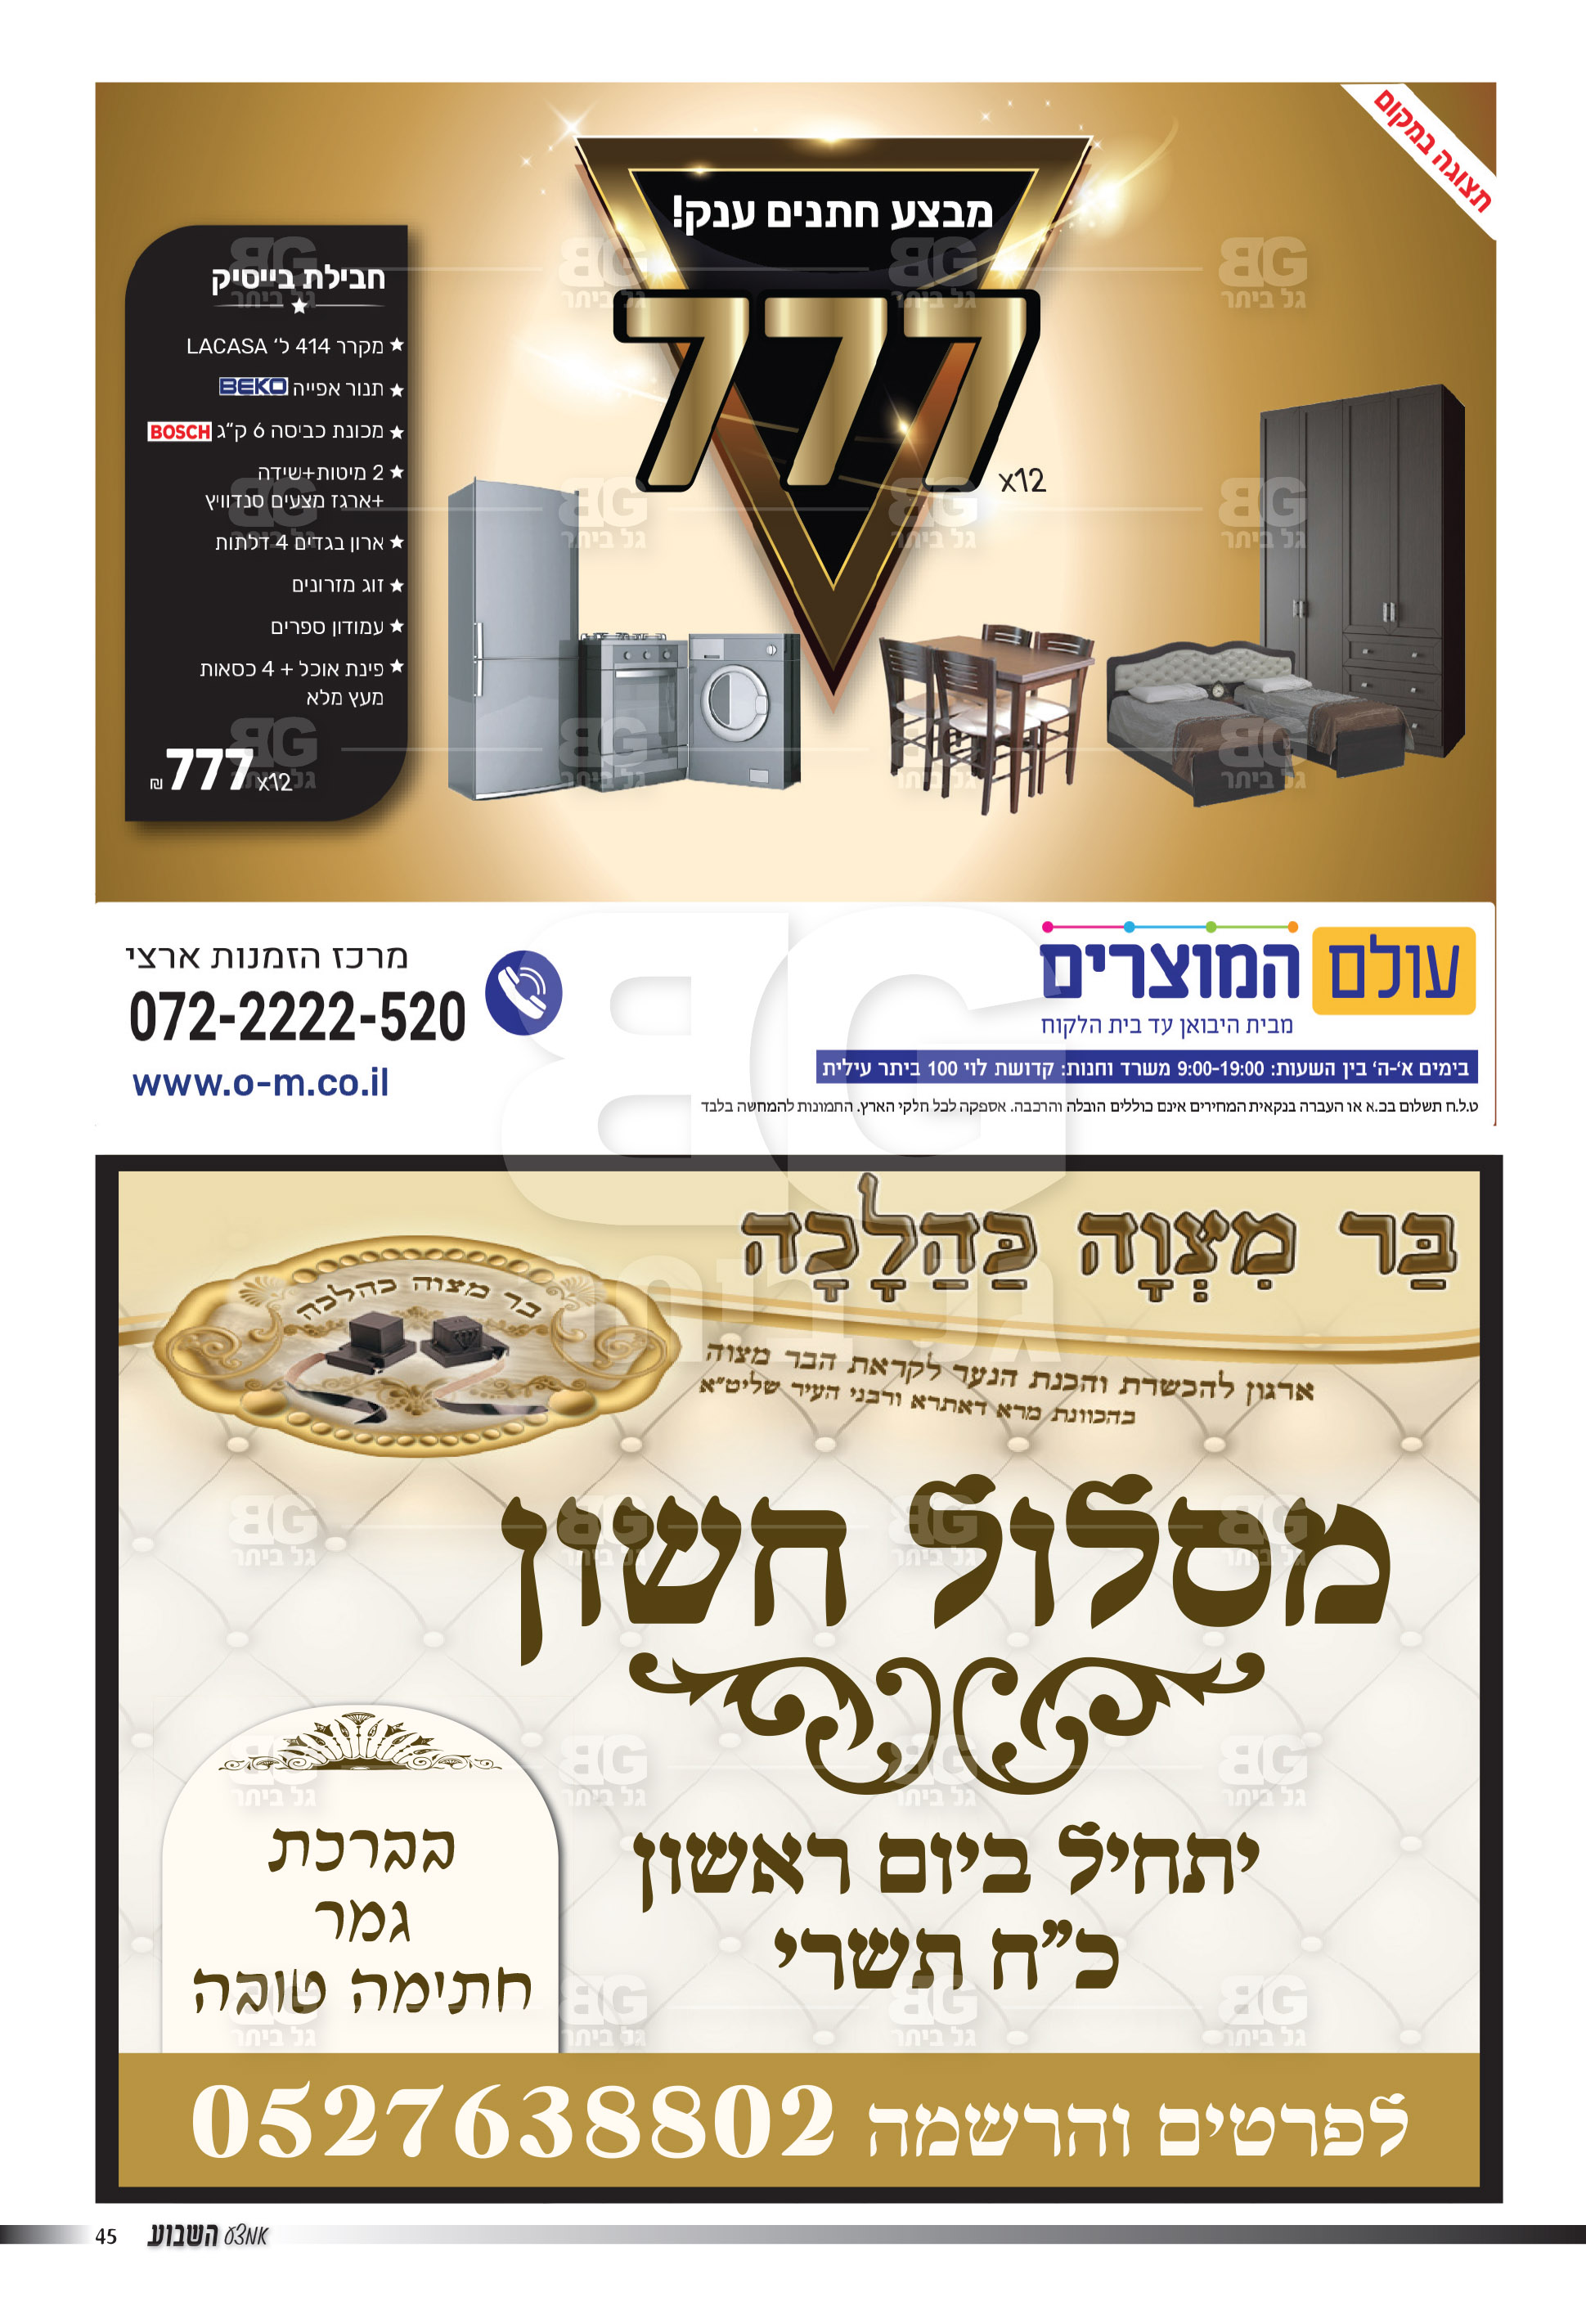 תצוגה במקום
מבצע חתנים ענק!
777
x12
חבילת בייסיק
מקרר 414 ל' LACASA
תנור אפייה BEKO
מכונת כביסה 6 ק"ג BOSCH
2 מיטות+שידה
+ארגז מצעים סנדוויץ
ארון בגדים 4 דלתות
זוג מזרונים
עמודון ספרים
פינת אוכל + 4 כסאות
מעץ מלא
x12 777 ₪
עולם המוצרים
מבית היבואן עד בית הלקוח
בימים א'-ה' בין השעות: 9:00-19:00 משרד וחנות: קדושת לוי 100 ביתר עילית
ט.ל.ח תשלום בכ.א או העברה בנקאית המחירים אינם כוללים הובלה והרכבה. אספקה לכל חלקי הארץ. התמונות להמחשה בלבד
מרכז הזמנות ארצי
072-2222-520
www.o-m.co.il
BG
גל ביתר
בַּר מִצְוָה כַּהֲלָכָה
בר מצוה כהלכה
ארגון להכשרת והכנת הנער לקראת הבר מצוה
בהכוונת מרא דאתרא ורבני העיר שליט"א
מסלול חשון
יתחיל ביום ראשון
כ"ח תשרי
בברכת
גמר
חתימה טובה
לפרטים והרשמה 0527638802
אמצע השבוע 45